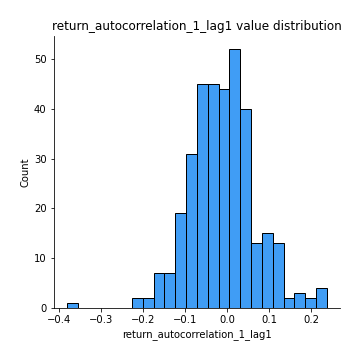 return_autocorrelation_1_lag1 value distribution
50
40
30
20
10
0
Count
−0.4 −0.3 −0.2 −0.1 0.0 0.1 0.2
return_autocorrelation_1_lag1